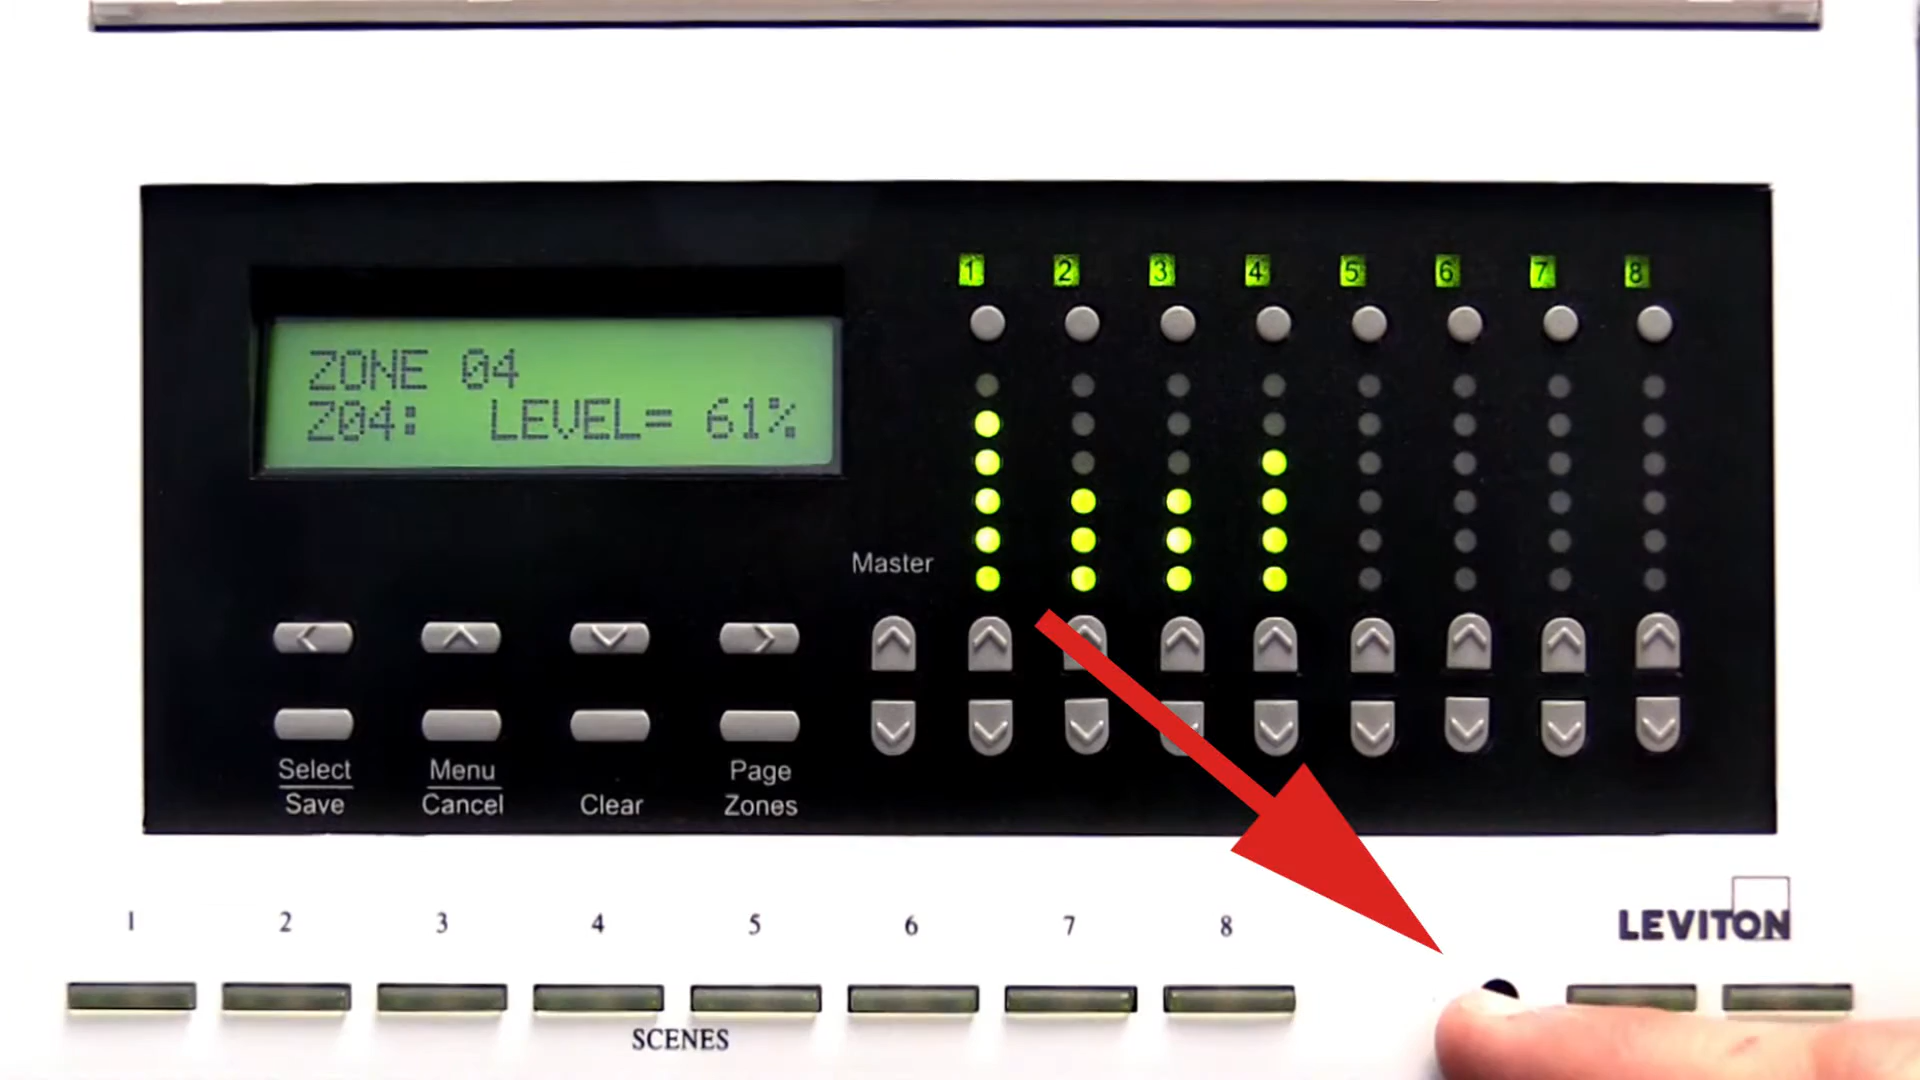 1 2 3 4 5 6 7 8
ZONE 04
Z04: LEVEL= 61%
Master
Select
Save
Menu
Cancel
Clear
Page
Zones
LEVITON
1 2 3 4 5 6 7 8
SCENES